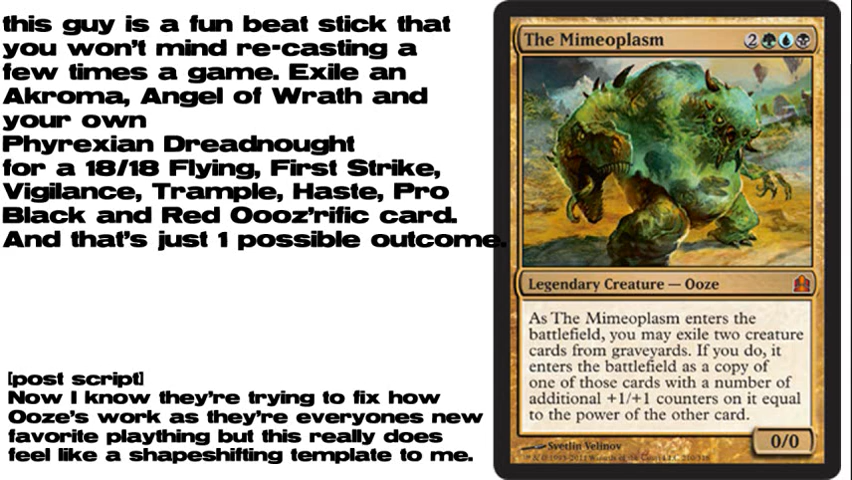 this guy is a fun beat stick that
you won't mind re-casting a
few times a game. Exile an
Akroma, Angel of Wrath and
your own
Phyrexian Dreadnought
for a 18/18 Flying, First Strike,
Vigilance, Trample, Haste, Pro
Black and Red Oooz'rific card.
And that's just 1 possible outcome.
[post script]
Now I know they're trying to fix how
Ooze's work as they're everyones new
favorite plaything but this really does
feel like a shapeshifting template to me.
The Mimeoplasm 2
Legendary Creature — Ooze
As The Mimeoplasm enters the
battlefield, you may exile two creature
cards from graveyards. If you do, it
enters the battlefield as a copy of
one of those cards with a number of
additional +1/+1 counters on it equal
to the power of the other card.
0/0
Svetlin Velinov